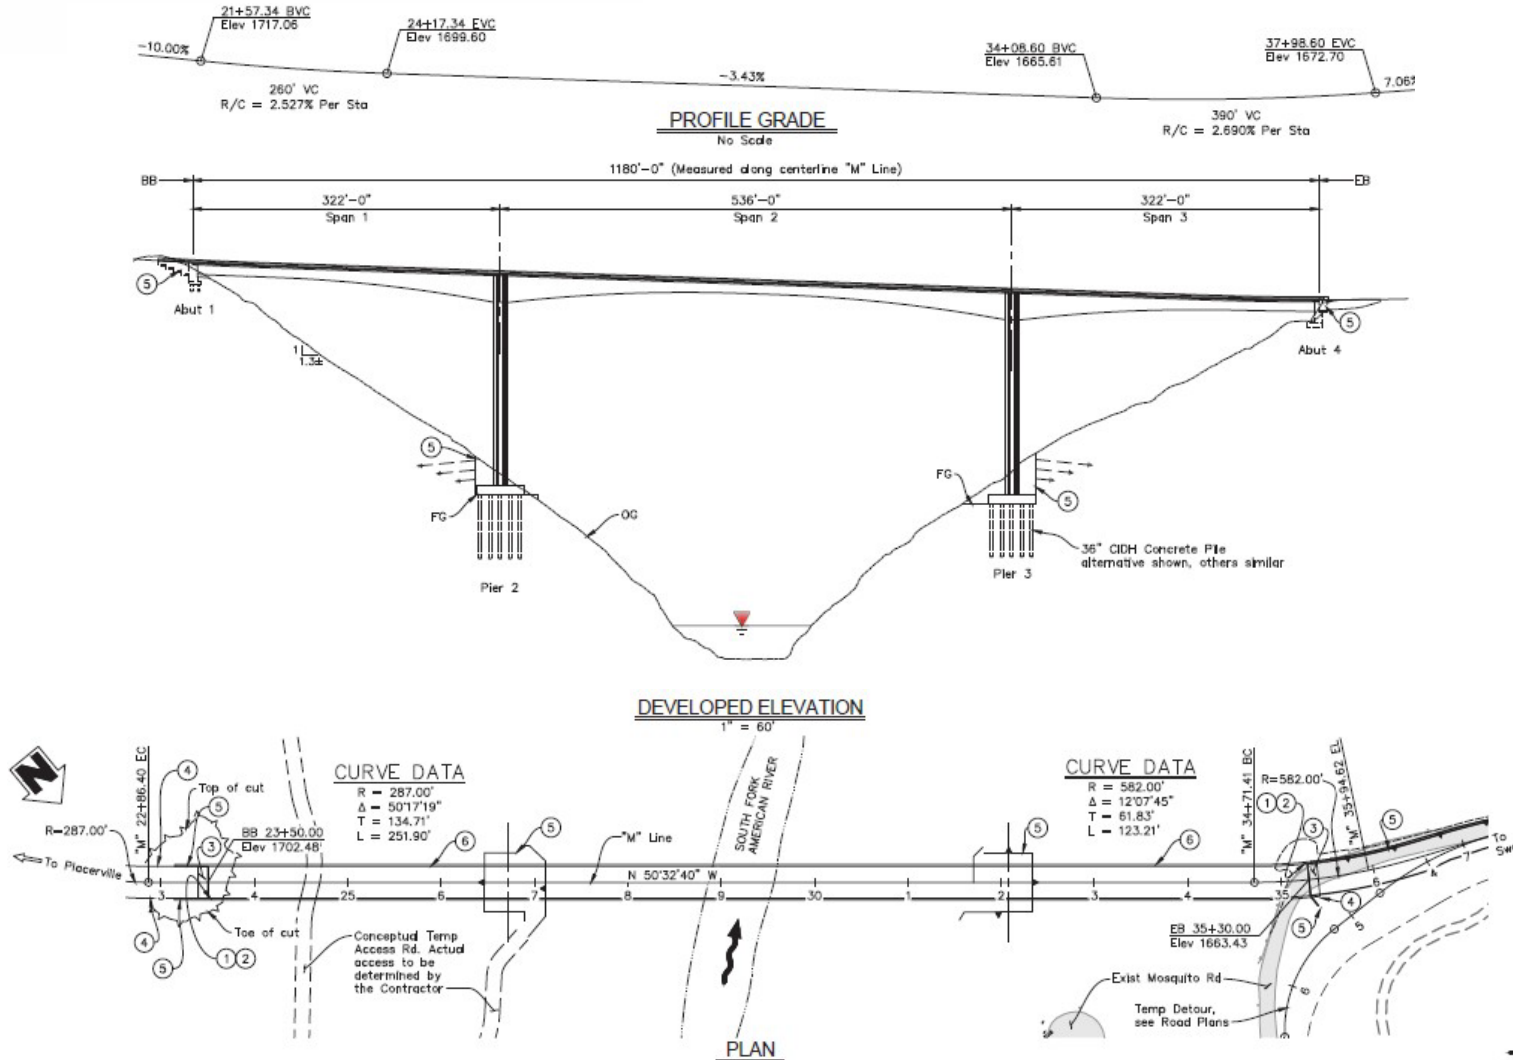 21+57.34 BVC
Elev 1717.06
24+17.34 EVC
Elev 1699.60
34+08.60 BVC
Elev 1665.61
37+98.60 EVC
Elev 1672.70
-10.00%
-3.43%
7.06%
260' VC
R/C = 2.527% Per Sta
390' VC
R/C = 2.690% Per Sta
PROFILE GRADE
No Scale
1180'-0" (Measured along centerline "M" Line)
BB
EB
322'-0"
Span 1
536'-0"
Span 2
322'-0"
Span 3
5
Abut 1
5
Abut 4
1
1.3±
5
FG
OG
FG
5
36" CIDH Concrete Pile
alternative shown, others similar
Pier 2
Pier 3
DEVELOPED ELEVATION
1" = 60'
N
"M" 22+86.40 EC
4
Top of cut
5
R=287.00'
3
BB 23+50.00
Elev 1702.48'
To Placerville
CURVE DATA
R = 287.00'
Δ = 50°17'19"
T = 134.71'
L = 251.90'
6
5
"M" Line
SOUTH FORK
AMERICAN RIVER
N 50°32'40" W
CURVE DATA
R = 582.00'
Δ = 12°07'45"
T = 61.83'
L = 123.21'
5
6
"M" 34+71.41 BC
R=582.00'
1 2
3
"M" 35+94.62 EL
5
To
3 4 25 6 7 8 9 30 1 2 3 4 35 6
4 7
5
6
4
Toe of cut
5
1 2
Conceptual Temp
Access Rd. Actual
access to be
determined by
the Contractor
4
5
EB 35+30.00
Elev 1663.43
Exist Mosquito Rd
Temp Detour,
see Road Plans
PLAN